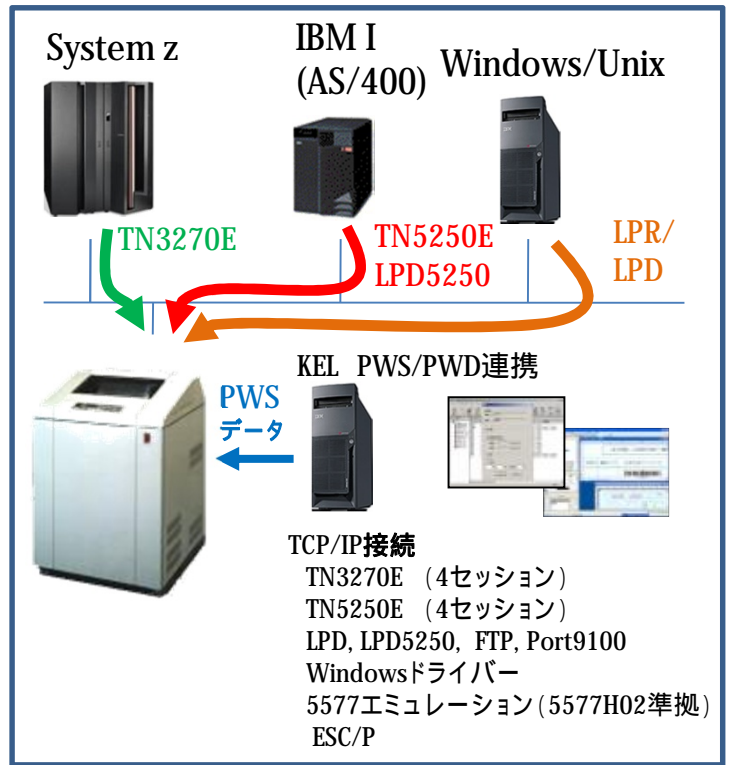 System z
IBM I
(AS/400)
Windows/Unix
TN3270E
TN5250E
LPD5250
LPR/
LPD
KEL PWS/PWD連携
PWS
データ
TCP/IP接続
TN3270E (4セッション)
TN5250E (4セッション)
LPD, LPD5250, FTP, Port9100
Windowsドライバー
5577エミュレーション(5577H02準拠)
ESC/P